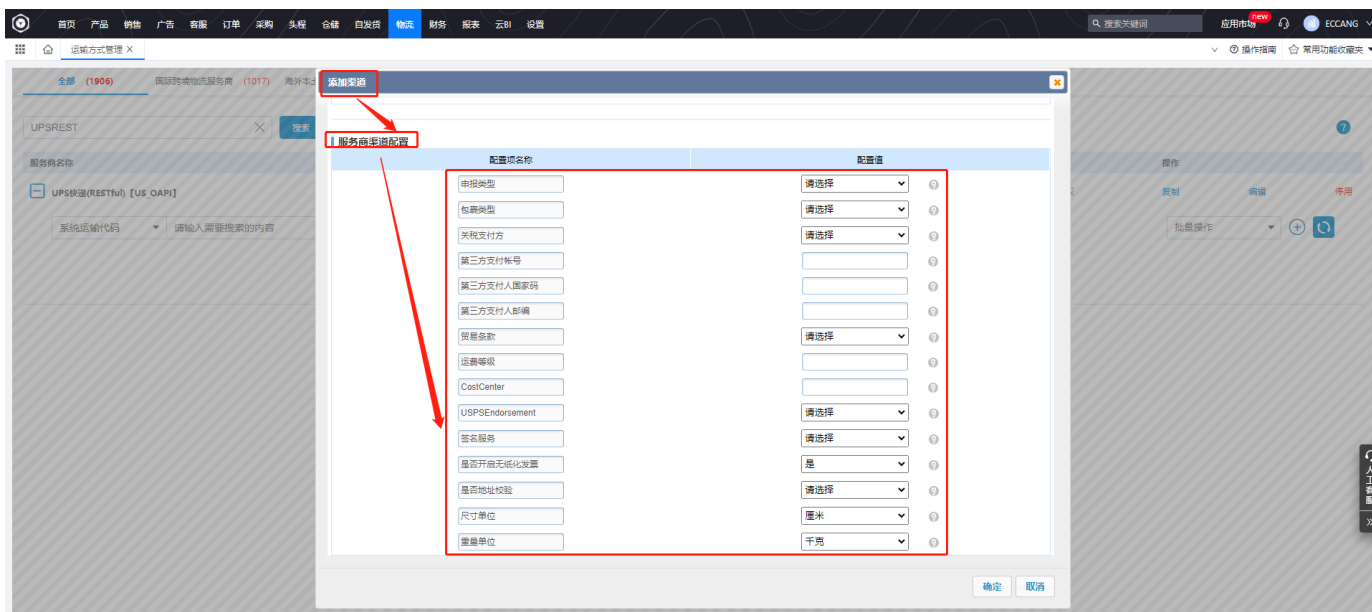 首页 产品 销售 广告 客服 订单 采购 头程 仓储 自发货 物流 财务 报表 云BI 设置 搜索关键词 应用市场 new ECCANG
运输方式管理 操作指南 常用功能收藏夹
全部 (1906) 国际跨境物流服务商 (1017) 海外本土
添加渠道
UPSREST 搜索
服务商渠道配置
服务商名称 操作
配置项名称 配置值
UPS快递(RESTful)【US_OAPI】 复制 编辑 停用
系统运输代码 请输入需要搜索的内容 批量操作
申报类型 请选择
包裹类型 请选择
关税支付方 请选择
第三方支付帐号
第三方支付人国家码
第三方支付人邮编
贸易条款 请选择
运费等级
CostCenter
USPSEndorsement 请选择
签名服务 请选择
是否开启无纸化发票 是
是否地址校验 请选择
尺寸单位 厘米
重量单位 千克
人工客服
确定 取消